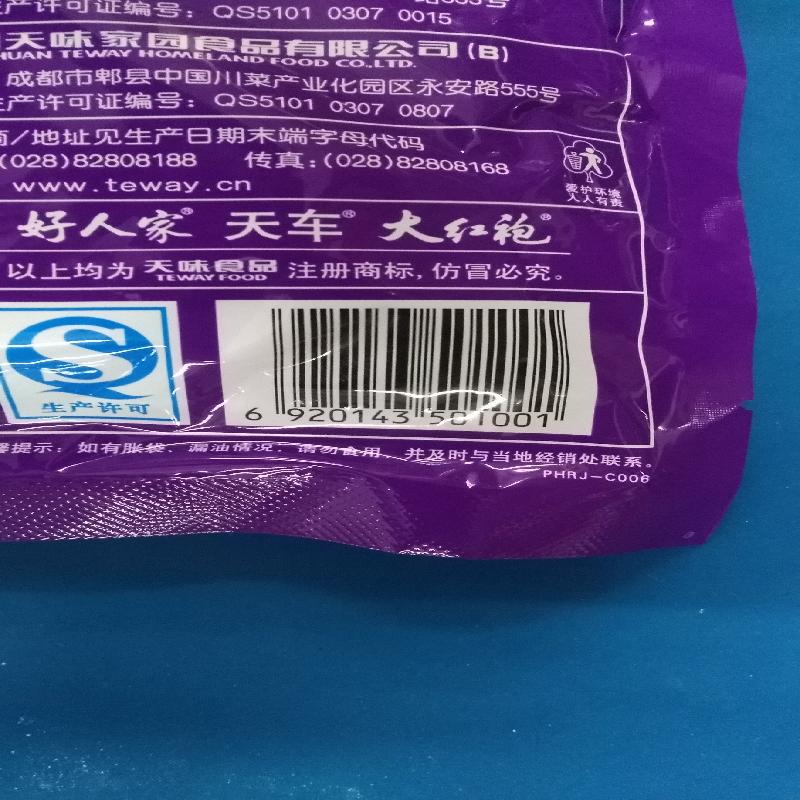 产许可证编号：QS5101 0307 0015
天味家园食品有限公司(B)
HUAN TEWAY HOMELAND FOOD CO.,LTD.
成都市郫县中国川菜产业化园区永安路555号
产许可证编号：QS5101 0307 0807
/地址见生产日期末端字母代码
(028)82808188 传真：(028)82808168
www.teway.cn
爱护环境
人人有责
好人家® 天车® 大红袍®
以上均为 天味食品 注册商标，仿冒必究。
TEWAY FOOD
生产许可
6 920143 501001
提示：如有胀袋、漏油情况，请勿食用，并及时与当地经销处联系。
PHRJ-C006